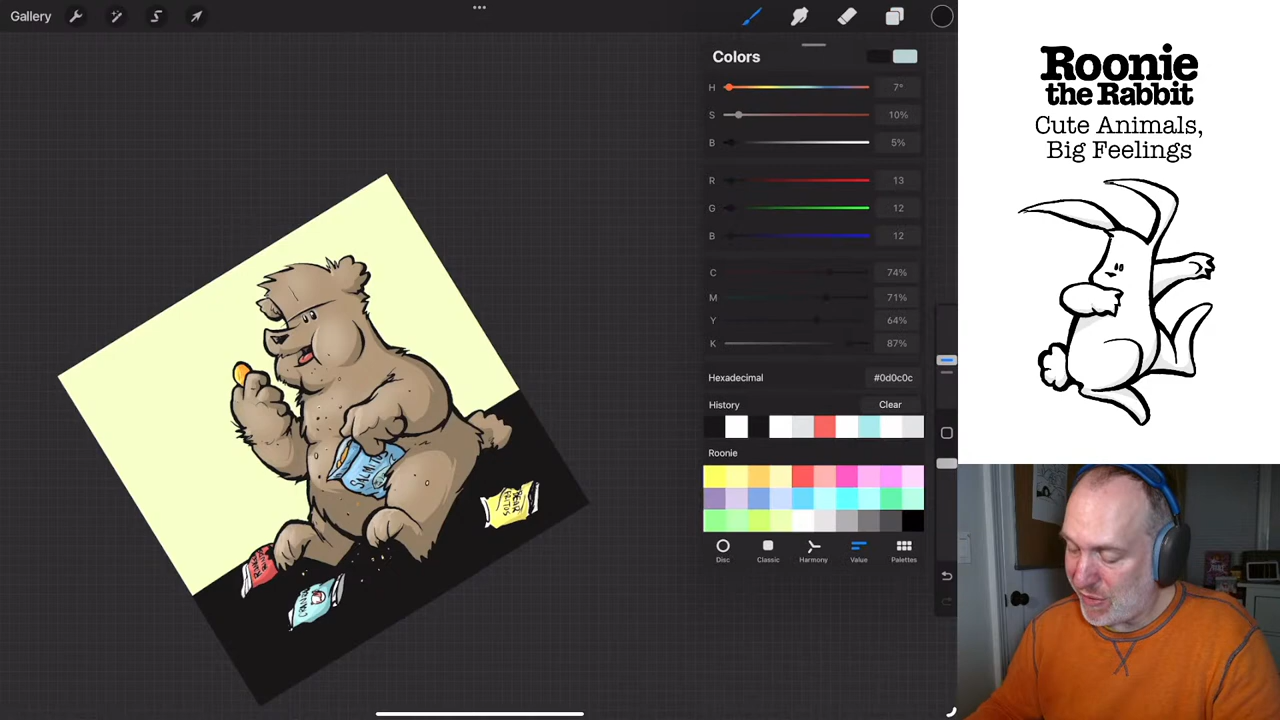 Gallery
Colors
H 7°
S 10%
B 5%
R 13
G 12
B 12
C 74%
M 71%
Y 64%
K 87%
Hexadecimal #0d0c0c
History Clear
Roonie
Disc Classic Harmony Value Palettes
Roonie
the Rabbit
Cute Animals,
Big Feelings